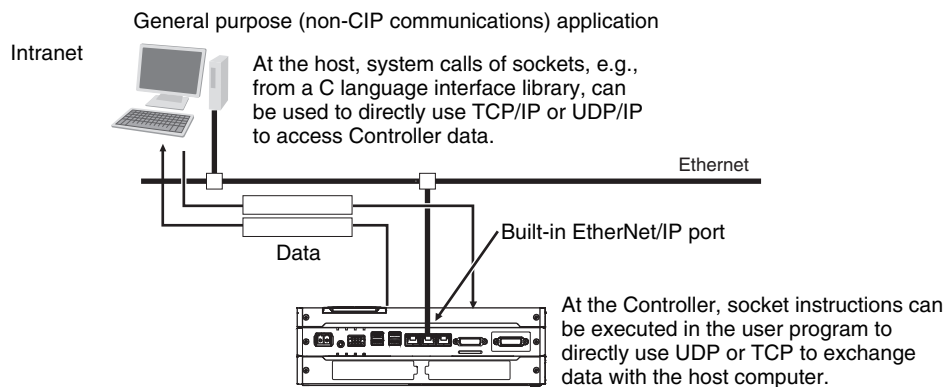 General purpose (non-CIP communications) application
Intranet
At the host, system calls of sockets, e.g.,
from a C language interface library, can
be used to directly use TCP/IP or UDP/IP
to access Controller data.
Ethernet
Built-in EtherNet/IP port
Data
At the Controller, socket instructions can
be executed in the user program to
directly use UDP or TCP to exchange
data with the host computer.